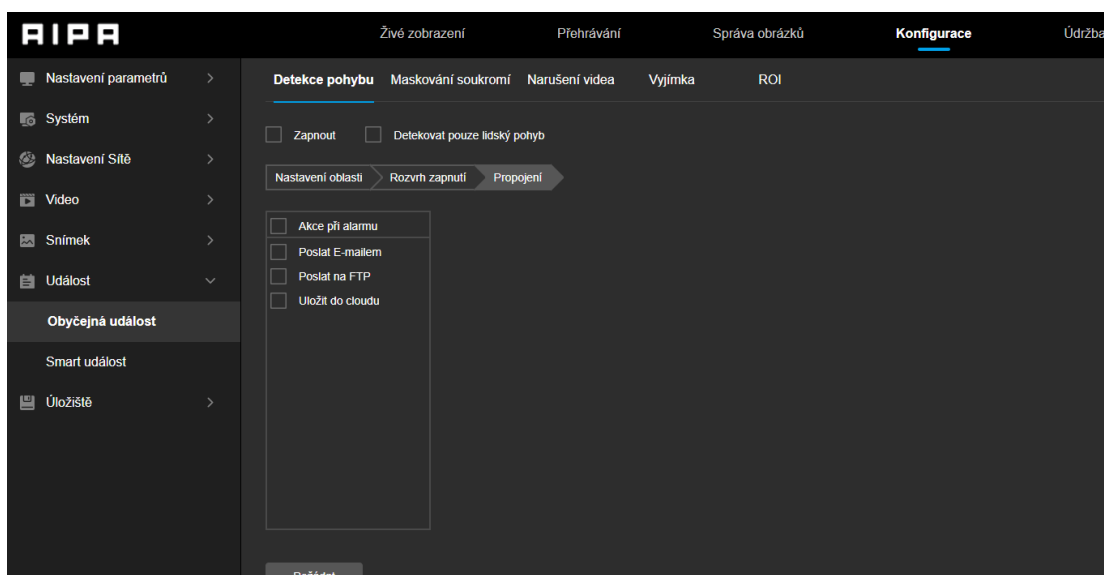 AIPA
Živé zobrazení
Přehrávání
Správa obrázků
Konfigurace
Údržba
Nastavení parametrů
Systém
Nastavení Sítě
Video
Snímek
Událost
Obyčejná událost
Smart událost
Úložiště
Detekce pohybu
Maskování soukromí
Narušení videa
Vyjímka
ROI
Zapnout
Detekovat pouze lidský pohyb
Nastavení oblasti
Rozvrh zapnutí
Propojení
Akce při alarmu
Poslat E-mailem
Poslat na FTP
Uložit do cloudu